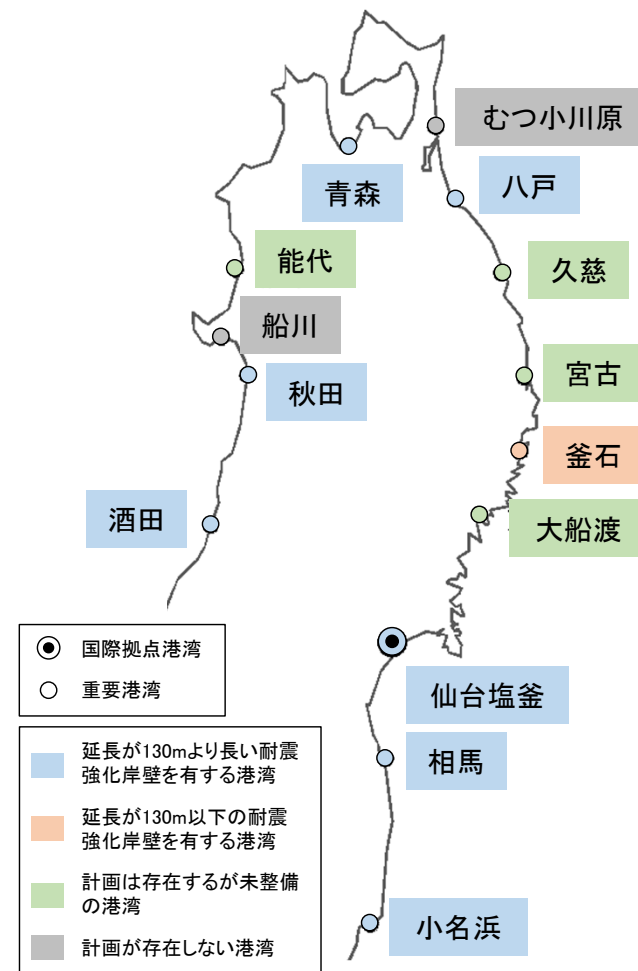 むつ小川原
青森
八戸
能代
久慈
船川
宮古
秋田
釜石
酒田
大船渡
国際拠点港湾
重要港湾
仙台塩釜
延長が130mより長い耐震
強化岸壁を有する港湾
相馬
延長が130m以下の耐震
強化岸壁を有する港湾
計画は存在するが未整備
の港湾
小名浜
計画が存在しない港湾